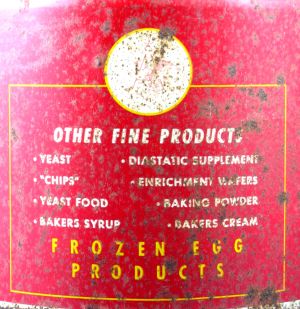 OTHER FINE PRODUCTS
• YEAST • DIASTATIC SUPPLEMENT
• "CHIPS" • ENRICHMENT WAFERS
• YEAST FOOD • BAKING POWDER
• BAKERS SYRUP • BAKERS CREAM
FROZEN EGG
PRODUCTS